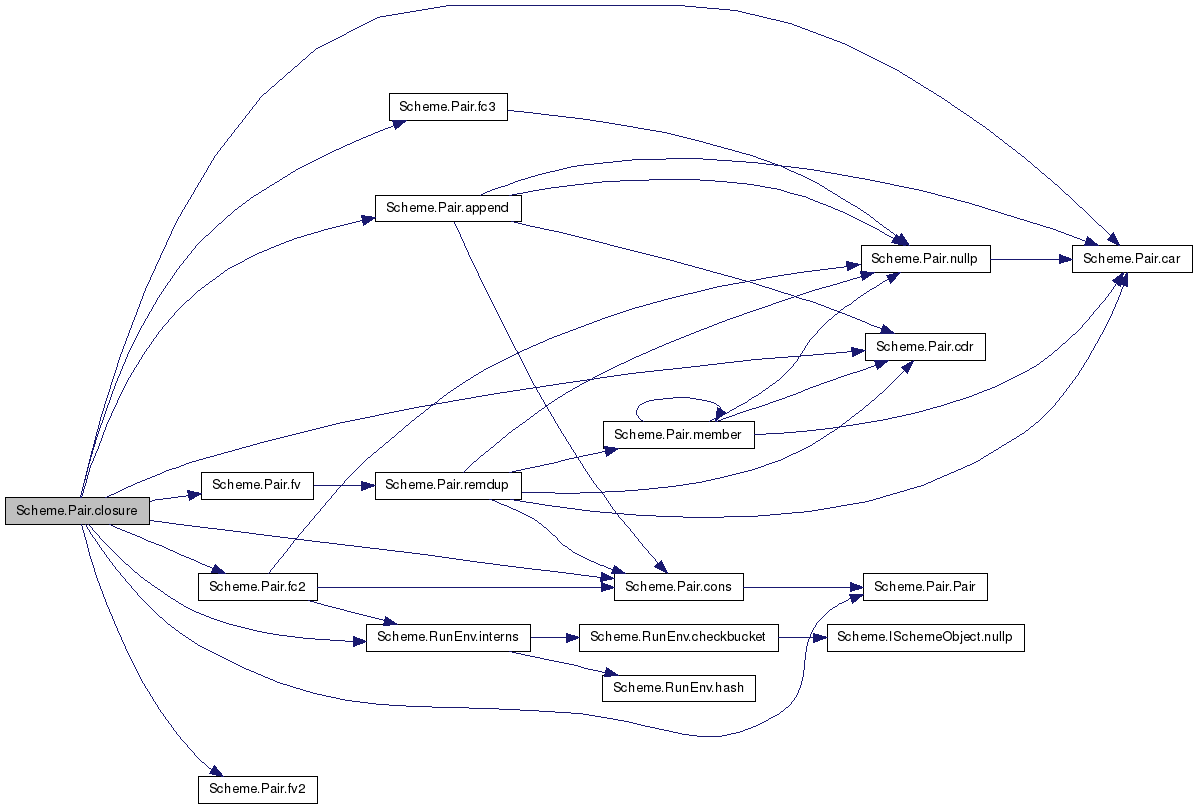 Scheme.Pair.fc3
Scheme.Pair.append
Scheme.Pair.nullp
Scheme.Pair.car
Scheme.Pair.cdr
Scheme.Pair.member
Scheme.Pair.fv
Scheme.Pair.remdup
Scheme.Pair.closure
Scheme.Pair.fc2
Scheme.Pair.cons
Scheme.Pair.Pair
Scheme.RunEnv.interns
Scheme.RunEnv.checkbucket
Scheme.ISchemeObject.nullp
Scheme.RunEnv.hash
Scheme.Pair.fv2